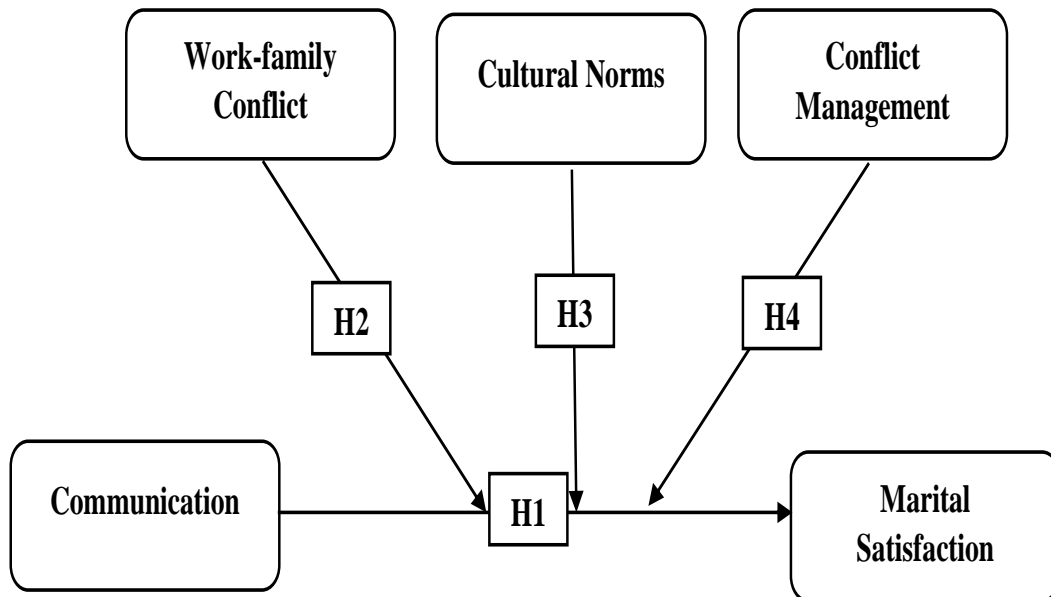 Work-family
Conflict
Cultural Norms
Conflict
Management
H2
H3
H4
Communication
H1
Marital
Satisfaction